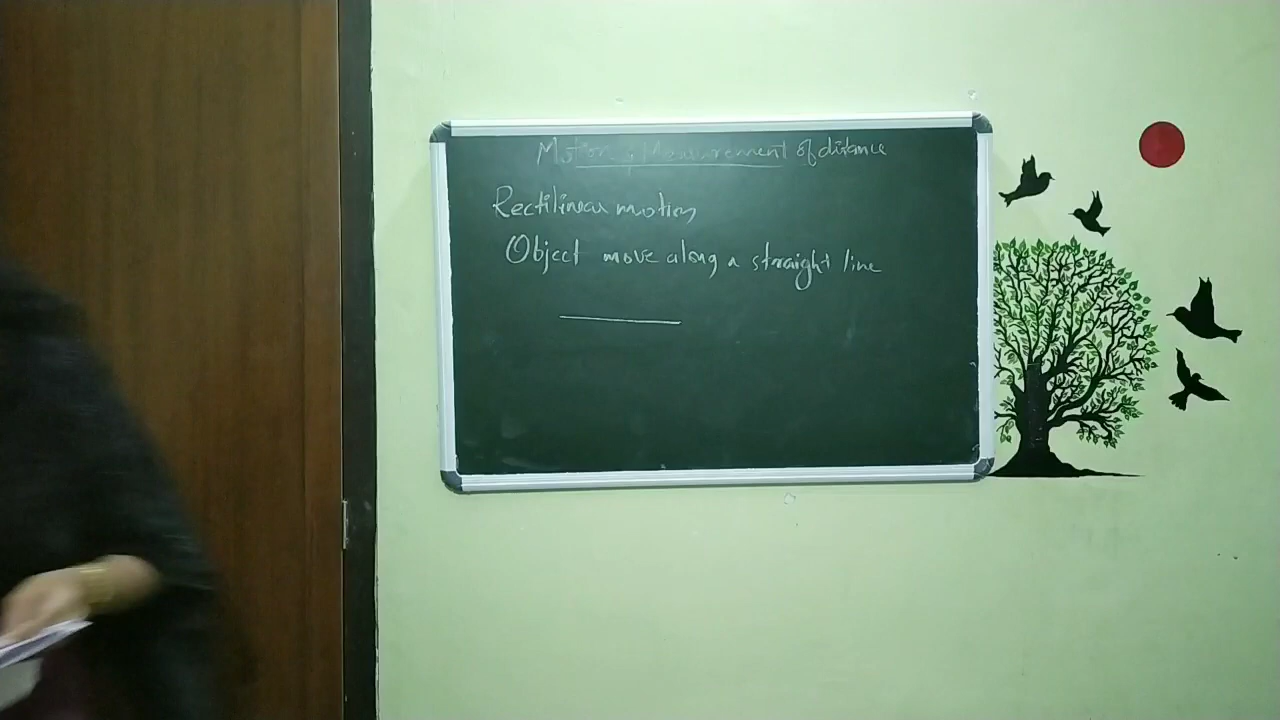 Motion & Measurement of distance
Rectilinear motion
Object move along a straight line